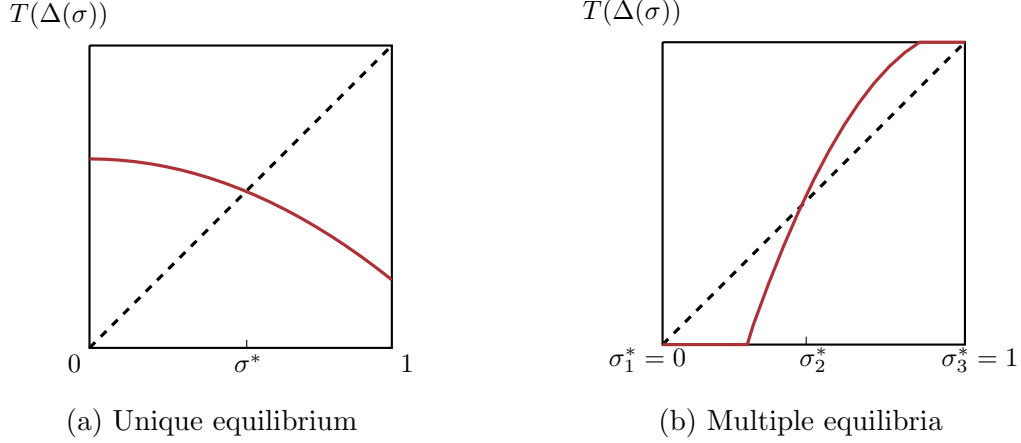 T(Δ(σ))
0 σ* 1
(a) Unique equilibrium
T(Δ(σ))
σ₁* = 0 σ₂* σ₃* = 1
(b) Multiple equilibria